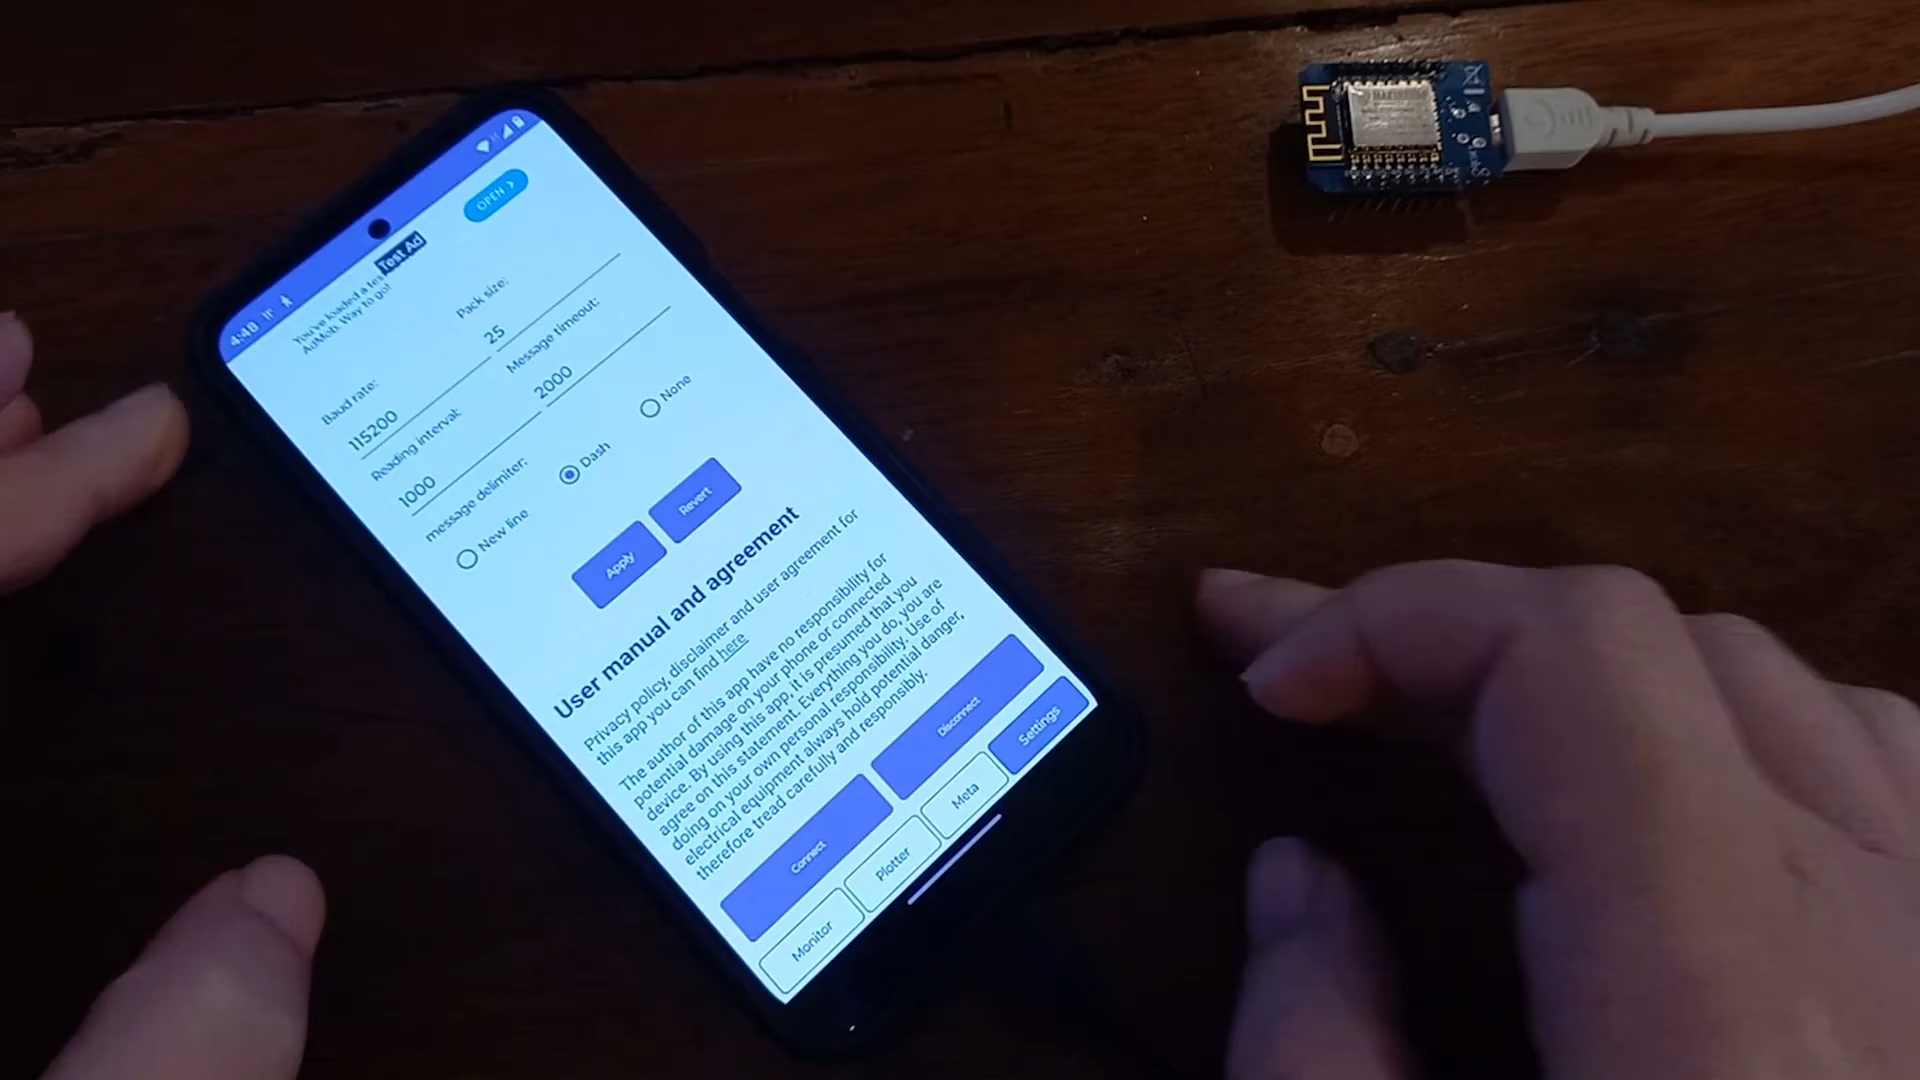 4:48
Test Ad
OPEN >
You've loaded a tes
AdMob. Way to go!
Baud rate:
Pack size:
115200
25
Reading interval:
Message timeout:
1000
2000
message delimiter:
New line
Dash
None
Apply
Revert
User manual and agreement
Privacy policy, disclaimer and user agreement for
this app you can find here
The author of this app have no responsibility for
potential damage on your phone or connected
device. By using this app, it is presumed that you
agree on this statement. Everything you do, you are
doing on your own personal responsibility. Use of
electrical equipment always hold potential danger,
therefore tread carefully and responsibly.
Connect
Disconnect
Monitor
Plotter
Meta
Settings